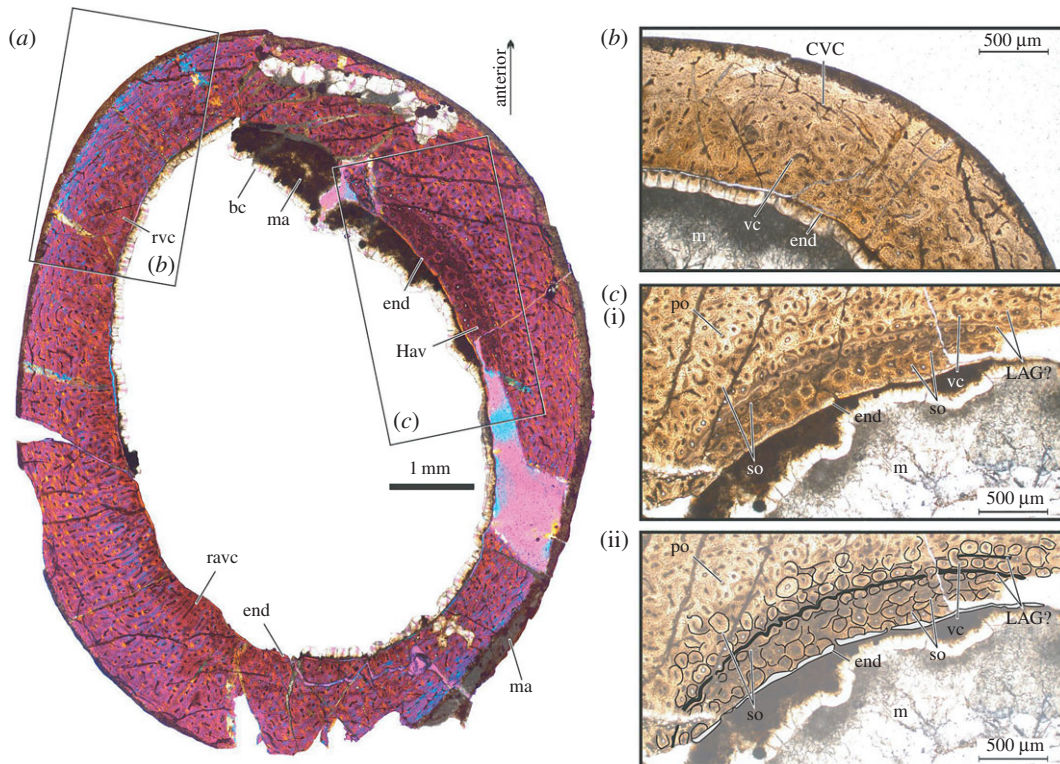 (a)
anterior
bc
ma
rvc
(b)
end
Hav
(c)
1 mm
ravc
end
ma
(b)
CVC
500 µm
vc
end
m
(c)
(i)
po
LAG?
vc
so
end
so
m
500 µm
(ii)
po
LAG?
vc
so
end
so
m
500 µm